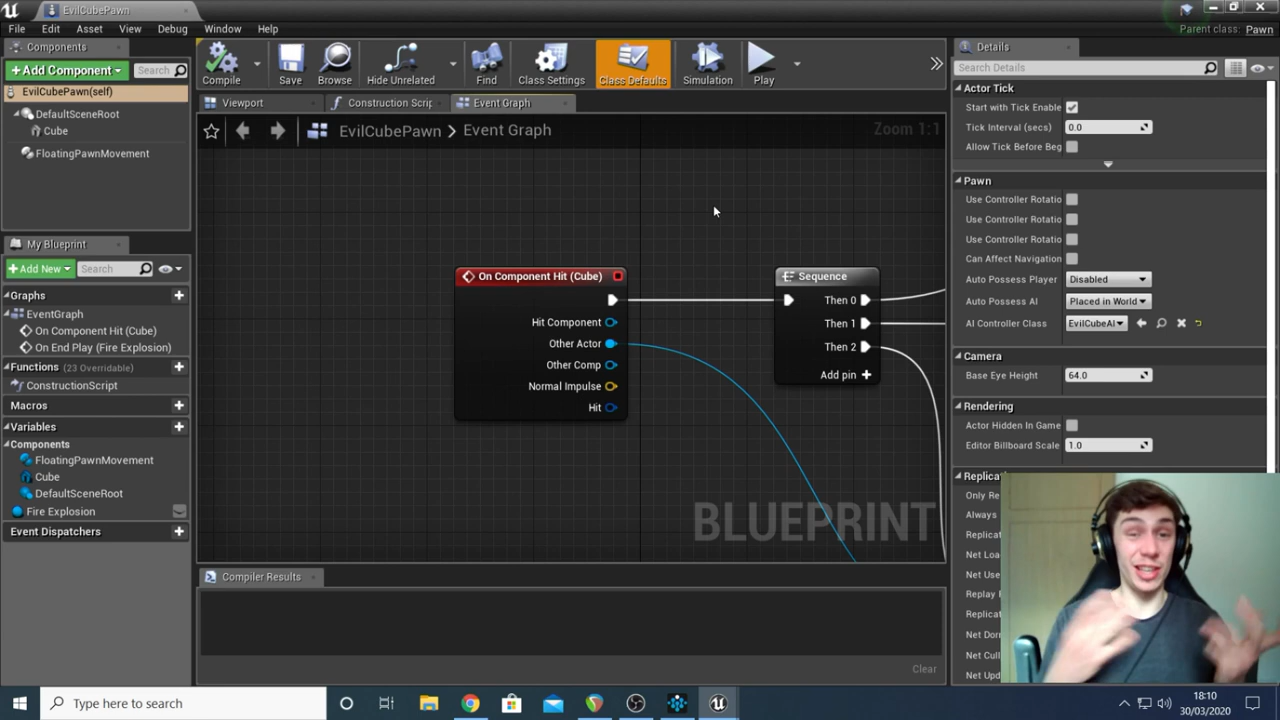 EvilCubePawn
File Edit Asset View Debug Window Help
Parent class: Pawn
Components
Add Component
Search
EvilCubePawn(self)
DefaultSceneRoot
Cube
FloatingPawnMovement
My Blueprint
Add New
Search
Graphs
EventGraph
On Component Hit (Cube)
On End Play (Fire Explosion)
Functions (23 Overridable)
ConstructionScript
Macros
Variables
Components
FloatingPawnMovement
Cube
DefaultSceneRoot
Fire Explosion
Event Dispatchers
Compile Save Browse Hide Unrelated Find Class Settings Class Defaults Simulation Play
Viewport Construction Scrip Event Graph
EvilCubePawn > Event Graph
Zoom 1:1
On Component Hit (Cube)
Hit Component
Other Actor
Other Comp
Normal Impulse
Hit
Sequence
Then 0
Then 1
Then 2
Add pin +
BLUEPRINT
Compiler Results
Clear
Details
Search Details
Actor Tick
Start with Tick Enable
Tick Interval (secs) 0.0
Allow Tick Before Beg
Pawn
Use Controller Rotatio
Use Controller Rotatio
Use Controller Rotatio
Can Affect Navigation
Auto Possess Player Disabled
Auto Possess AI Placed in World
AI Controller Class EvilCubeAI
Camera
Base Eye Height 64.0
Rendering
Actor Hidden In Game
Editor Billboard Scale 1.0
Replicat
Only Re
Always
Replicat
Net Loa
Net Use
Replay R
Replicat
Net Dor
Net Cull
Net Upd
Type here to search
18:10
30/03/2020